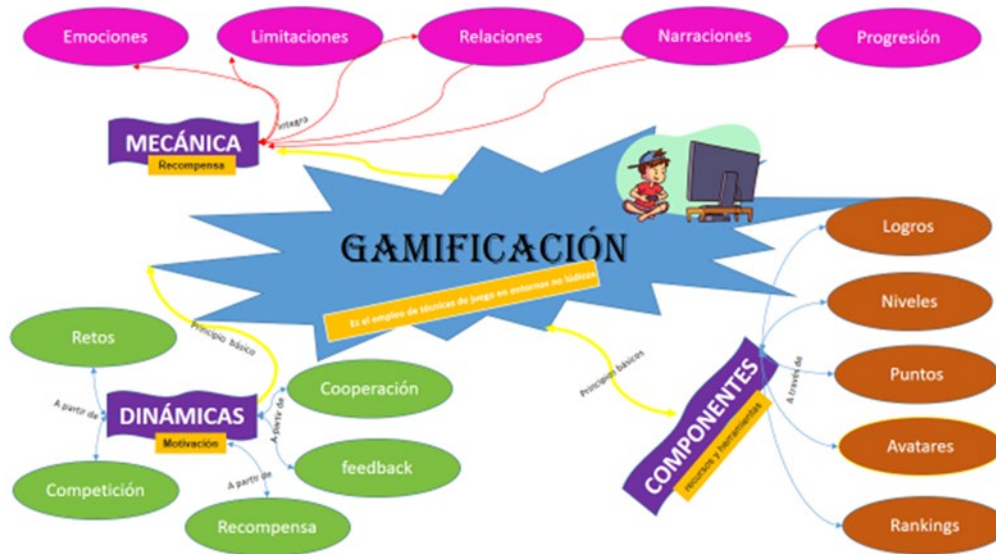 Emociones
Limitaciones
Relaciones
Narraciones
Progresión
integra
MECÁNICA
Recompensa
GAMIFICACIÓN
Es el empleo de técnicas de juego en entornos no lúdicos
Logros
Niveles
Puntos
Avatares
Rankings
A través de
Principios básicos
COMPONENTES
recursos y herramientas
Principio básico
Retos
Cooperación
A partir de
DINÁMICAS
Motivación
A partir de
feedback
Competición
A partir de
Recompensa